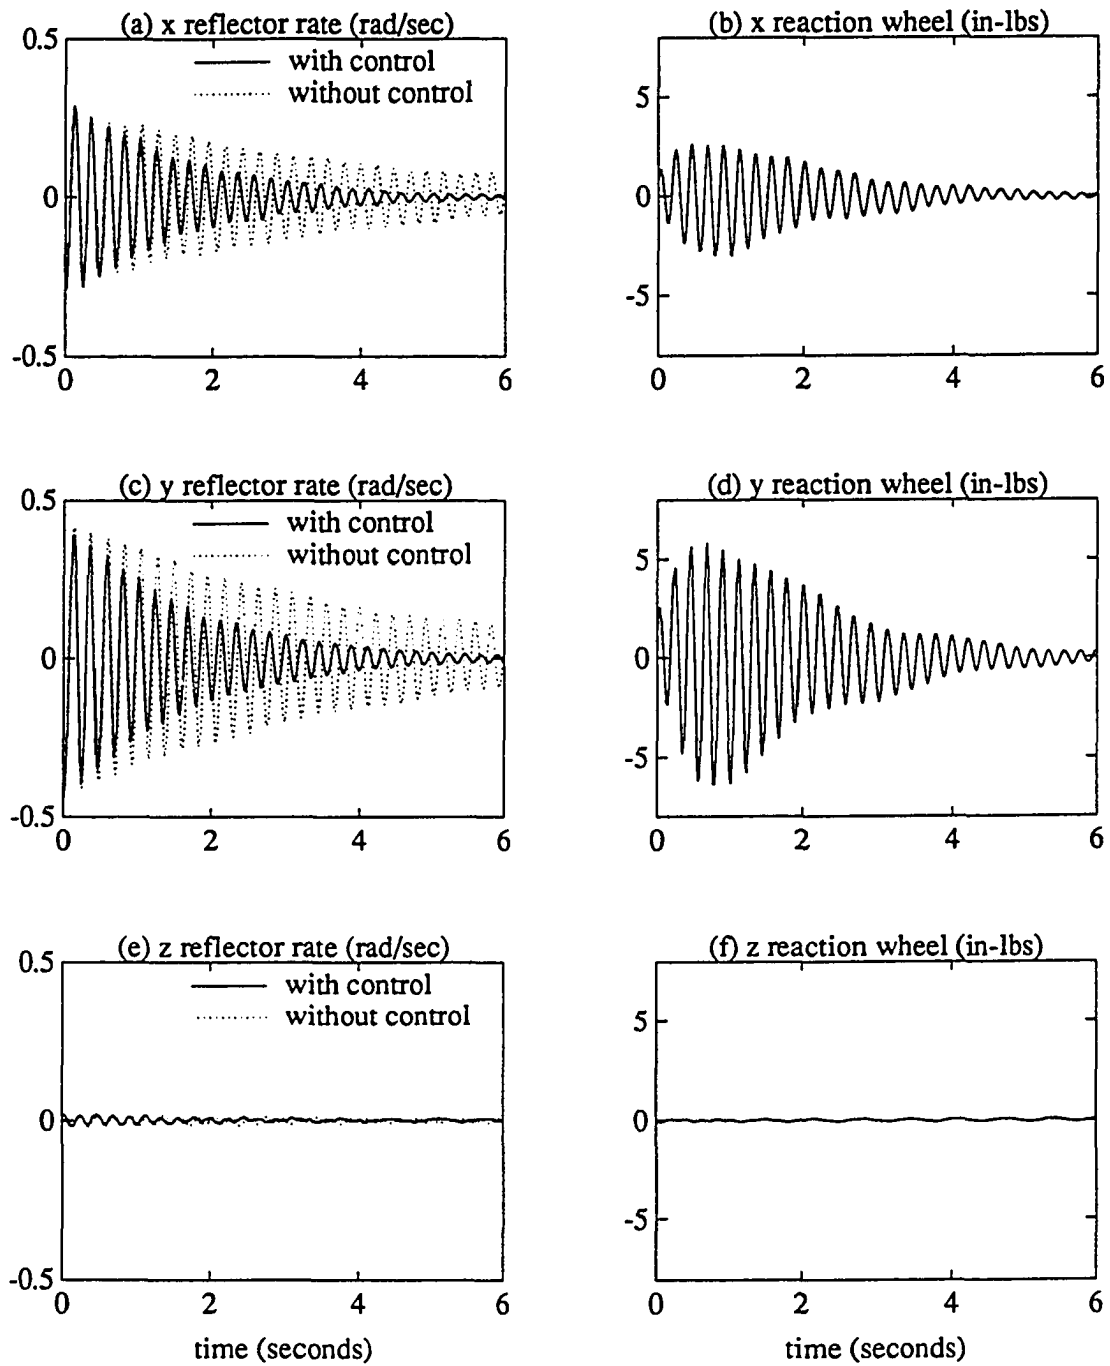 (a) x reflector rate (rad/sec)
0.5
with control
without control
0
-0.5
0 2 4 6
(b) x reaction wheel (in-lbs)
5
0
-5
0 2 4 6
(c) y reflector rate (rad/sec)
0.5
with control
without control
0
-0.5
0 2 4 6
(d) y reaction wheel (in-lbs)
5
0
-5
0 2 4 6
(e) z reflector rate (rad/sec)
0.5
with control
without control
0
-0.5
0 2 4 6
time (seconds)
(f) z reaction wheel (in-lbs)
5
0
-5
0 2 4 6
time (seconds)